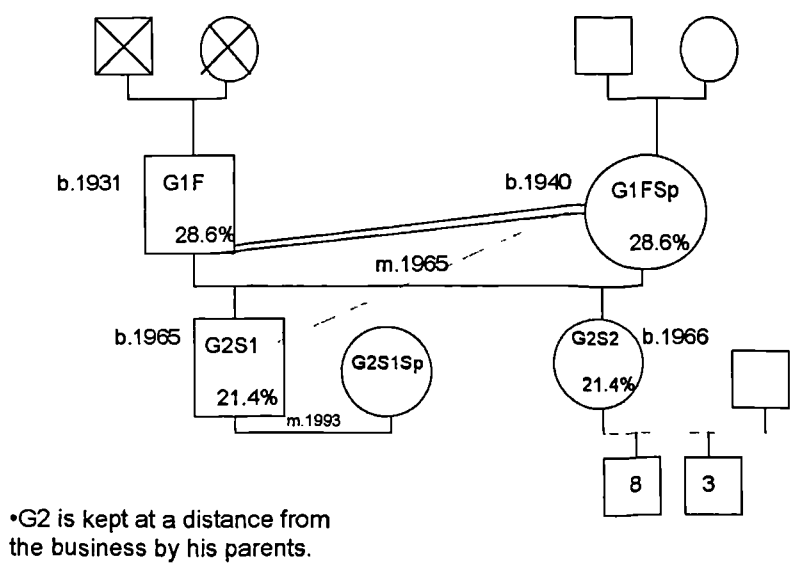 b.1931
G1F
28.6%
b.1940
G1FSp
28.6%
m.1965
b.1965
G2S1
21.4%
G2S1Sp
m.1993
G2S2
21.4%
b.1966
8
3
•G2 is kept at a distance from
the business by his parents.